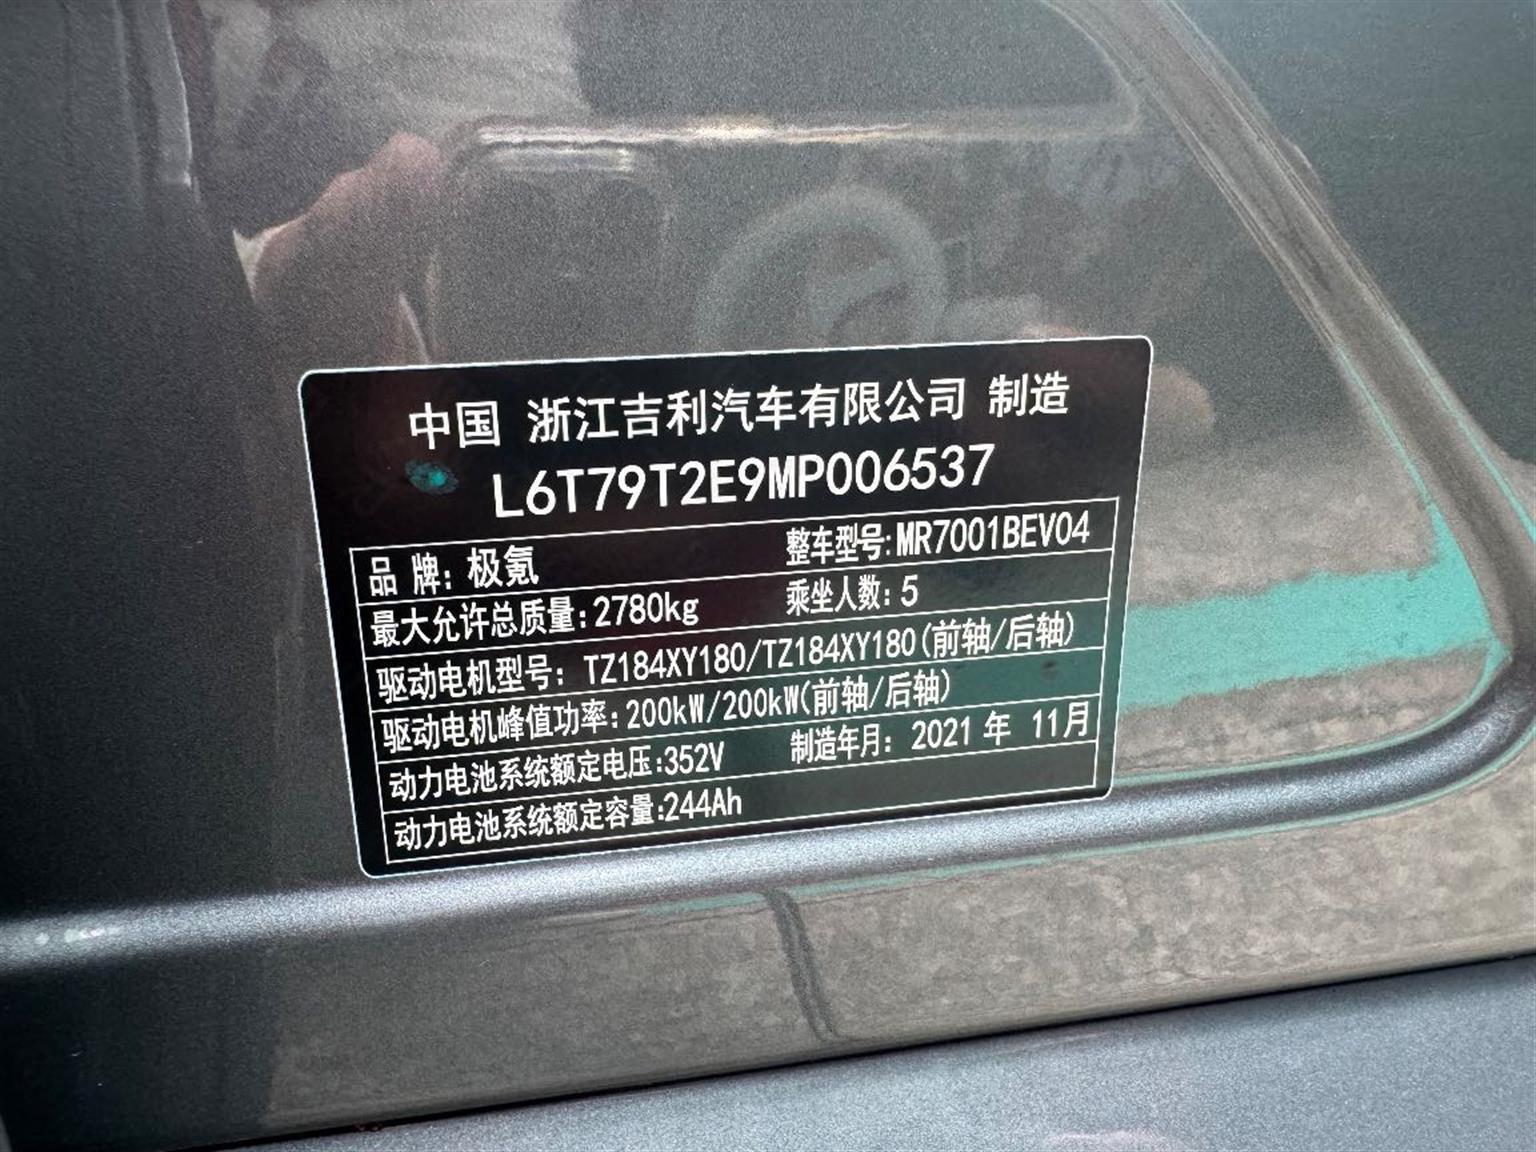 中国 浙江吉利汽车有限公司 制造
L6T79T2E9MP006537
品 牌: 极氪 整车型号:MR7001BEV04
最大允许总质量:2780kg 乘坐人数: 5
驱动电机型号: TZ184XY180/TZ184XY180(前轴/后轴)
驱动电机峰值功率:200kW/200kW(前轴/后轴)
动力电池系统额定电压:352V 制造年月: 2021 年 11月
动力电池系统额定容量:244Ah